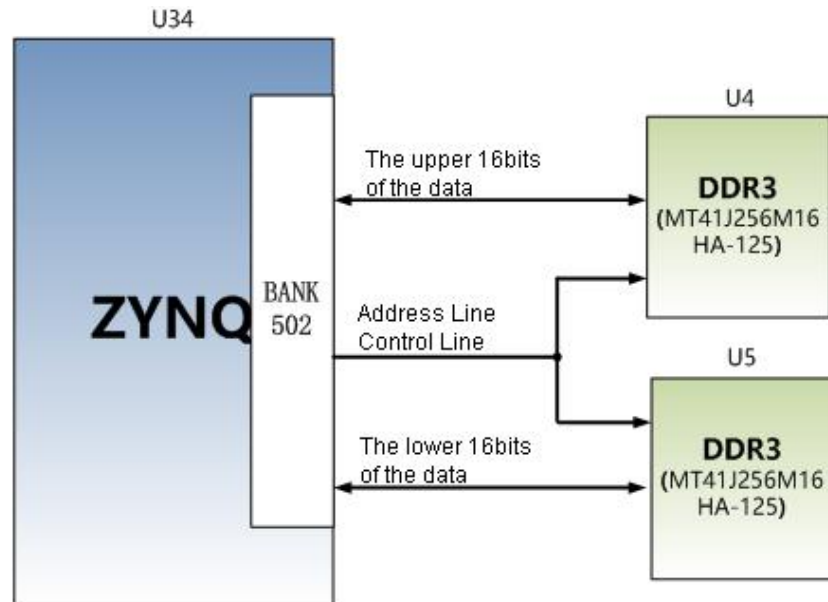 U34
ZYNQ
BANK
502
The upper 16bits
of the data
Address Line
Control Line
The lower 16bits
of the data
U4
DDR3
(MT41J256M16
HA-125)
U5
DDR3
(MT41J256M16
HA-125)